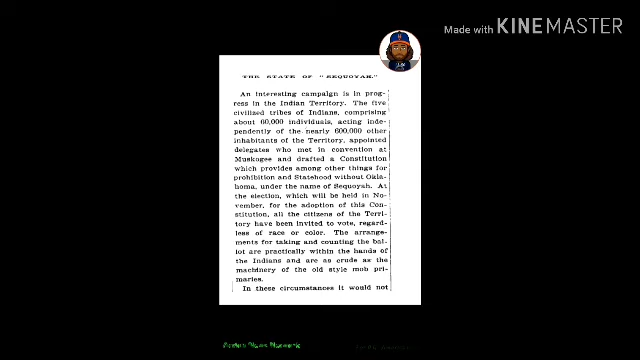 Made with KINEMASTER
THE STATE OF "SEQUOYAH."
An interesting campaign is in prog-
ress in the Indian Territory. The five
civilized tribes of Indians, comprising
about 60,000 individuals, acting inde-
pendently of the nearly 600,000 other
inhabitants of the Territory, appointed
delegates who met in convention at
Muskogee and drafted a Constitution
which provides among other things for
prohibition and Statehood without Okla-
homa, under the name of Sequoyah. At
the election, which will be held in No-
vember, for the adoption of this Con-
stitution, all the citizens of the Terri-
tory have been invited to vote, regard-
less of race or color. The arrange-
ments for taking and counting the bal-
lot are practically within the hands of
the Indians and are as crude as the
machinery of the old style mob pri-
maries.
In these circumstances it would not